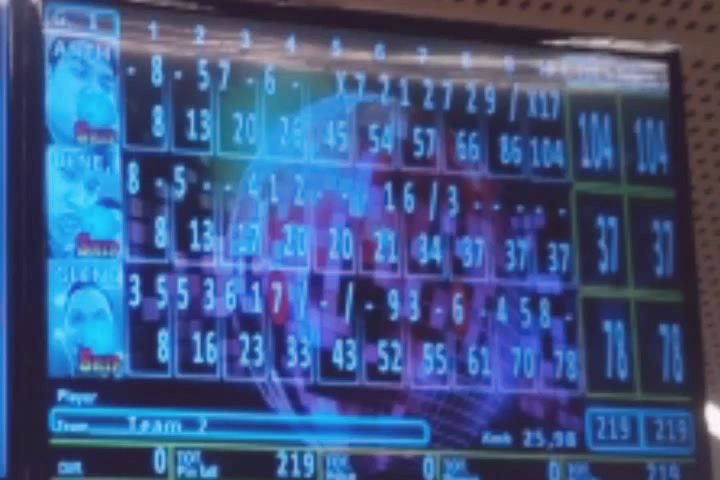 1 2 3 4 5 6 7 8 9
- 8 - 5 7 - 6 - X 7 2 1 2 7 2 9 / X 1 7
8 13 20 26 45 54 57 66 86 104 104 104
8 - 5 - - 4 1 2 - - / 1 6 / 3 - - - - -
8 13 17 20 20 21 34 37 37 37 37 37
3 5 5 3 6 1 7 / - / - 9 3 - 6 - 4 5 8 -
8 16 23 33 43 52 55 61 70 78 78 78
Player
Team 2
Kmh 25,98 219 219
0 219 0 0 219